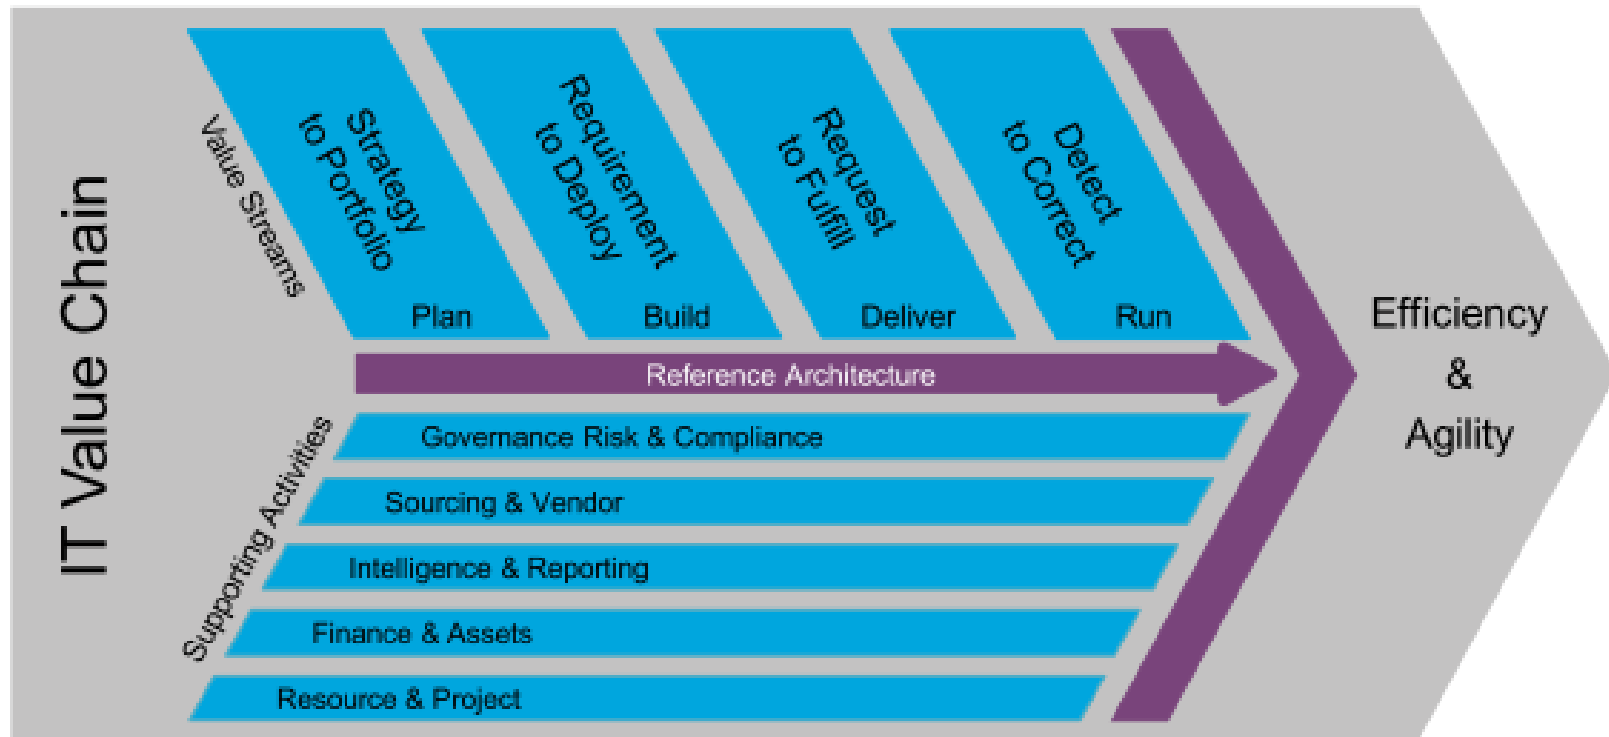 IT Value Chain
Value Streams
Strategy
to Portfolio
Plan
Requirement
to Deploy
Build
Request
to Fulfill
Deliver
Detect
to Correct
Run
Reference Architecture
Supporting Activities
Governance Risk & Compliance
Sourcing & Vendor
Intelligence & Reporting
Finance & Assets
Resource & Project
Efficiency
&
Agility